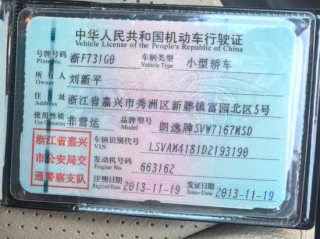 中华人民共和国机动车行驶证
Vehicle License of the People's Republic of China
号牌号码 Plate No. 浙F731G0 车辆类型 Vehicle Type 小型轿车
所有人 Owner 刘新平
住址 Address 浙江省嘉兴市秀洲区新塍镇富园北区5号
使用性质 Use Character 非营运 品牌型号 Model 朗逸牌SVW7167MSD
车辆识别代号 VIN LSVAM4181D2193190
发动机号码 Engine No. 663162
注册日期 Register Date 2013-11-19 发证日期 Issue Date 2013-11-19
浙江省嘉兴
市公安局交
通警察支队